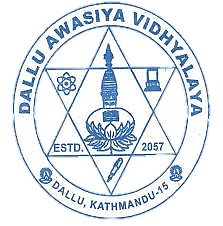 DALLU AWASIYA VIDHYALAYA
ESTD. 2057
DALLU, KATHMANDU-15